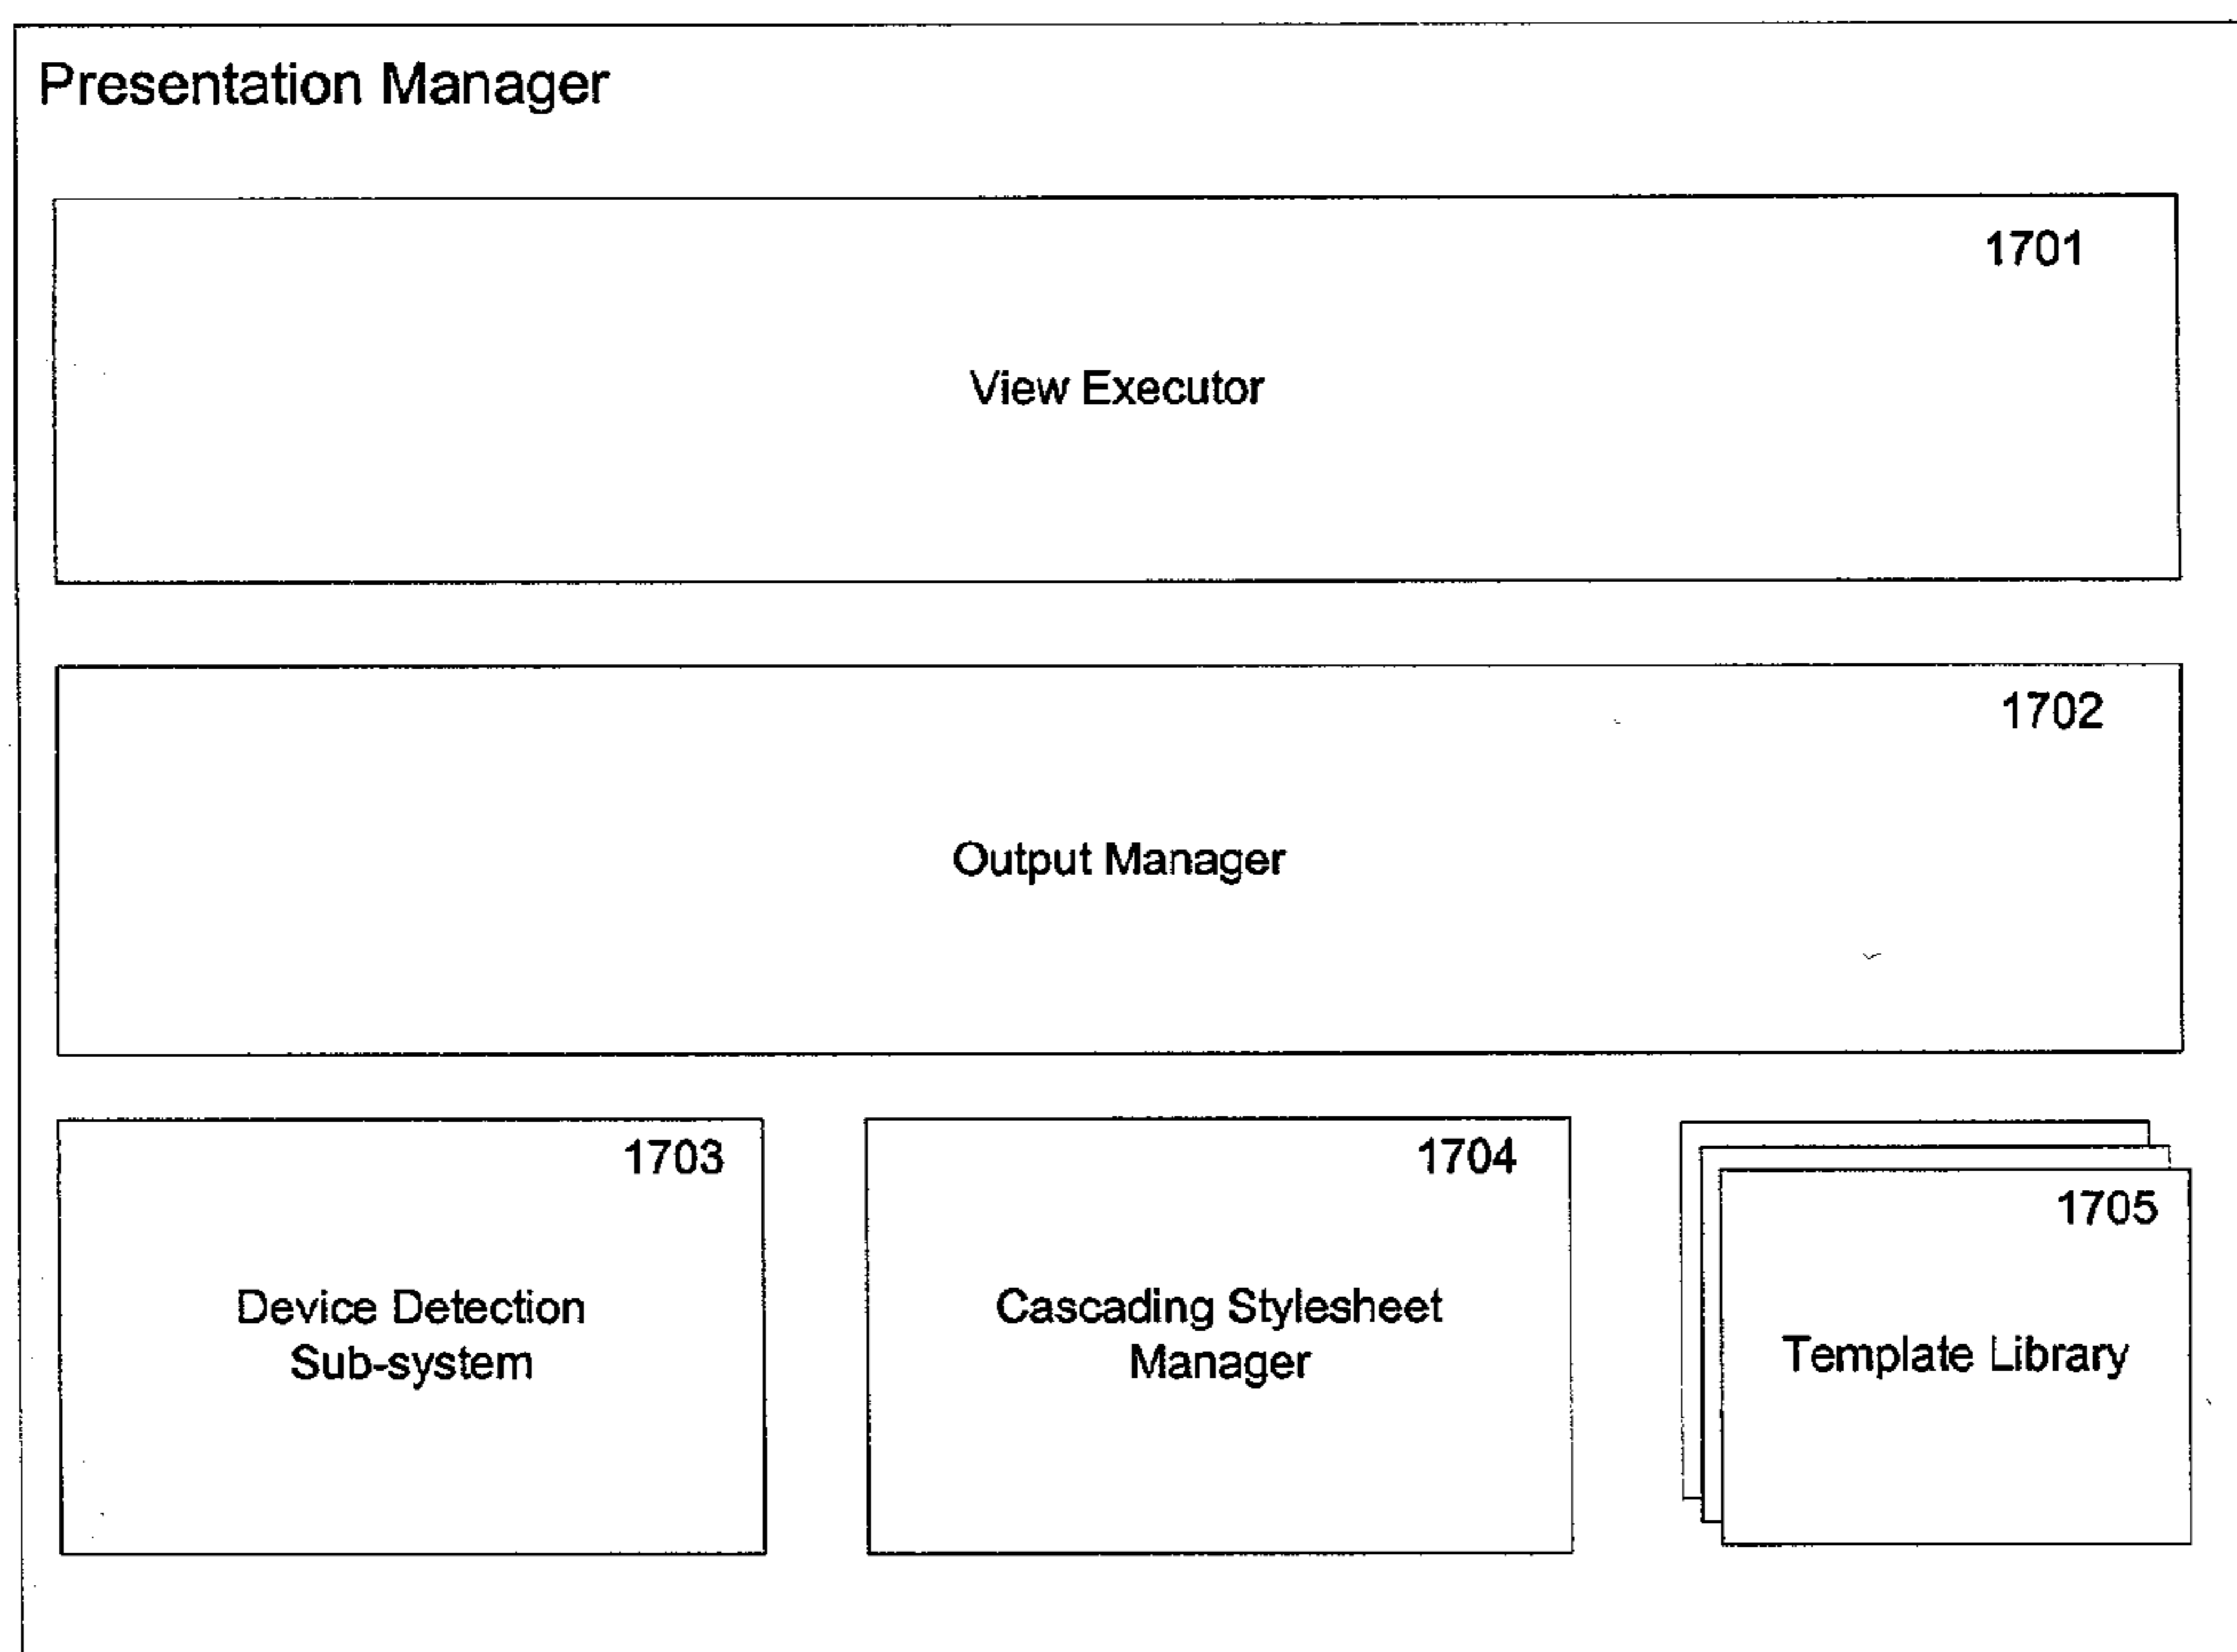 Presentation Manager
1701
View Executor
1702
Output Manager
1703
Device Detection
Sub-system
1704
Cascading Stylesheet
Manager
1705
Template Library